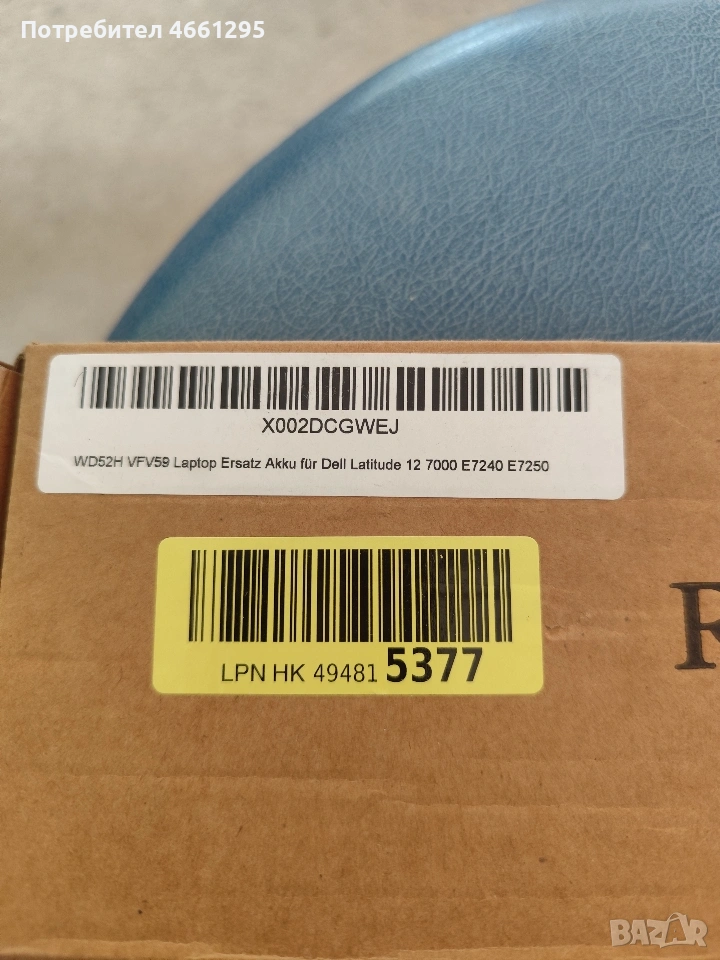 Потребител 4661295
X002DCGWEJ
WD52H VFV59 Laptop Ersatz Akku für Dell Latitude 12 7000 E7240 E7250
LPN HK 49481 5377
BAZAR